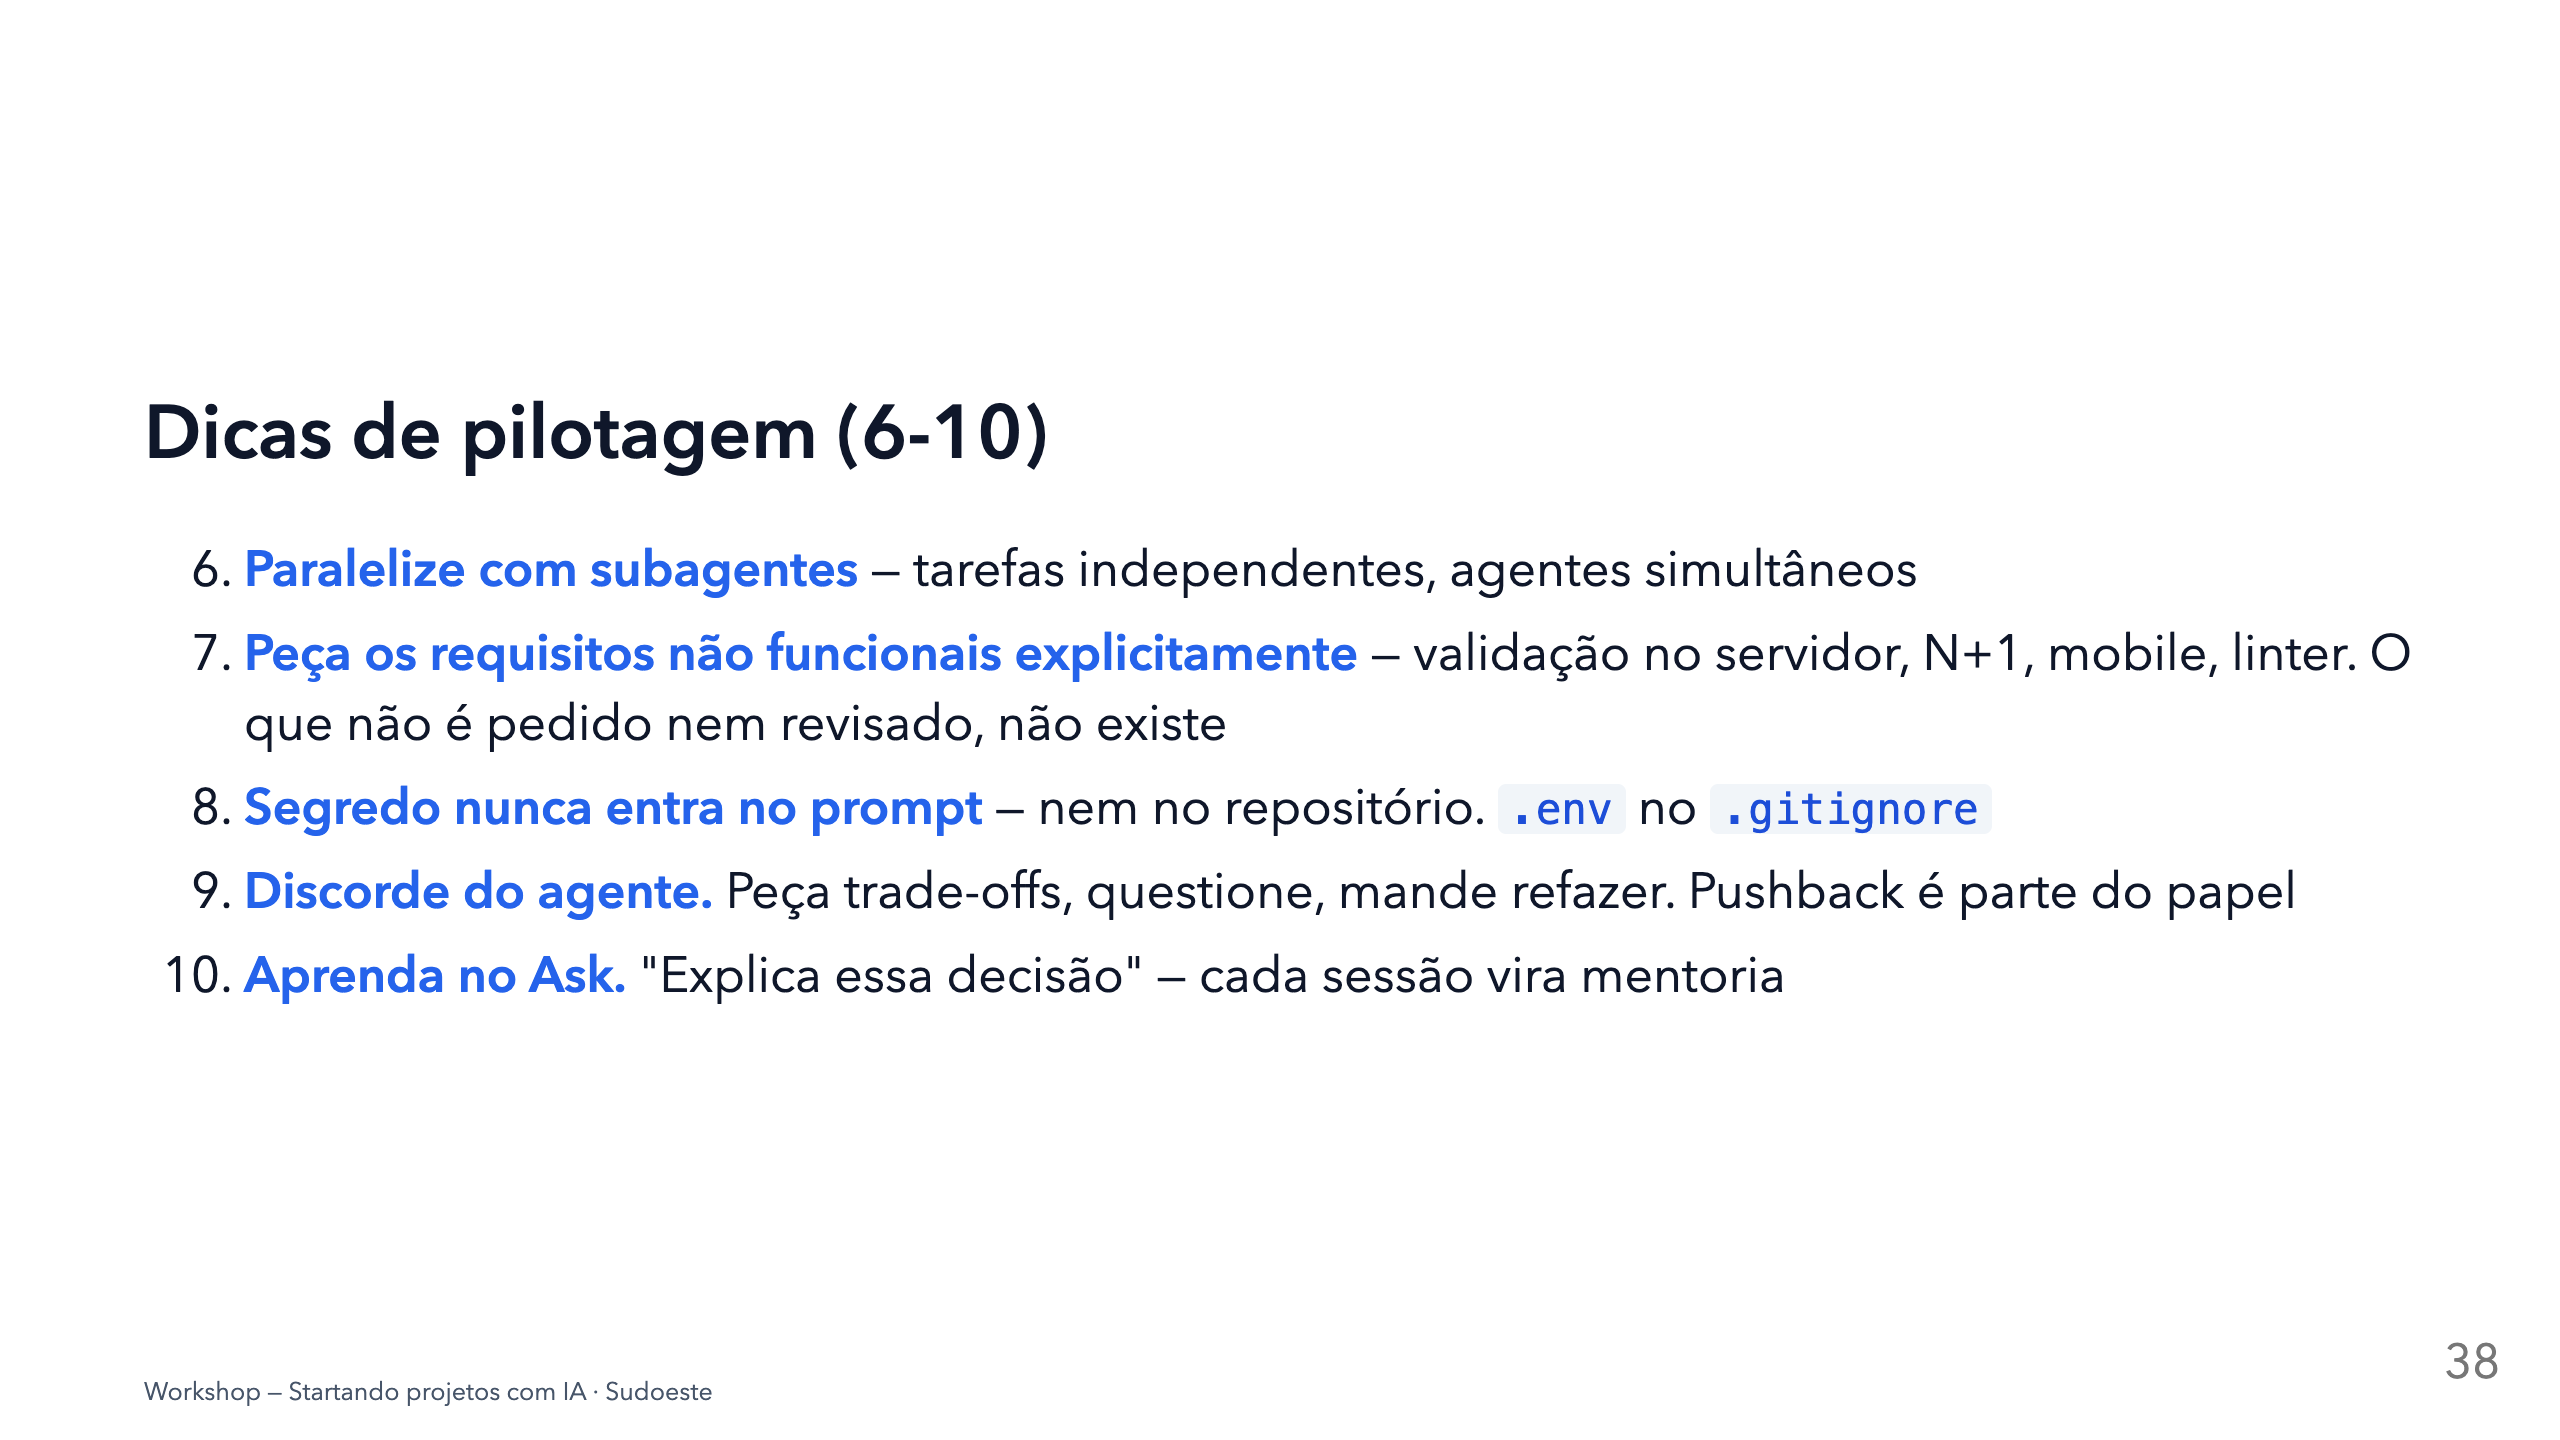 Dicas de pilotagem (6-10)
6. Paralelize com subagentes – tarefas independentes, agentes simultâneos
7. Peça os requisitos não funcionais explicitamente – validação no servidor, N+1, mobile, linter. O
que não é pedido nem revisado, não existe
8. Segredo nunca entra no prompt – nem no repositório. .env no .gitignore
9. Discorde do agente. Peça trade-offs, questione, mande refazer. Pushback é parte do papel
10. Aprenda no Ask. "Explica essa decisão" – cada sessão vira mentoria
Workshop – Startando projetos com IA · Sudoeste
38